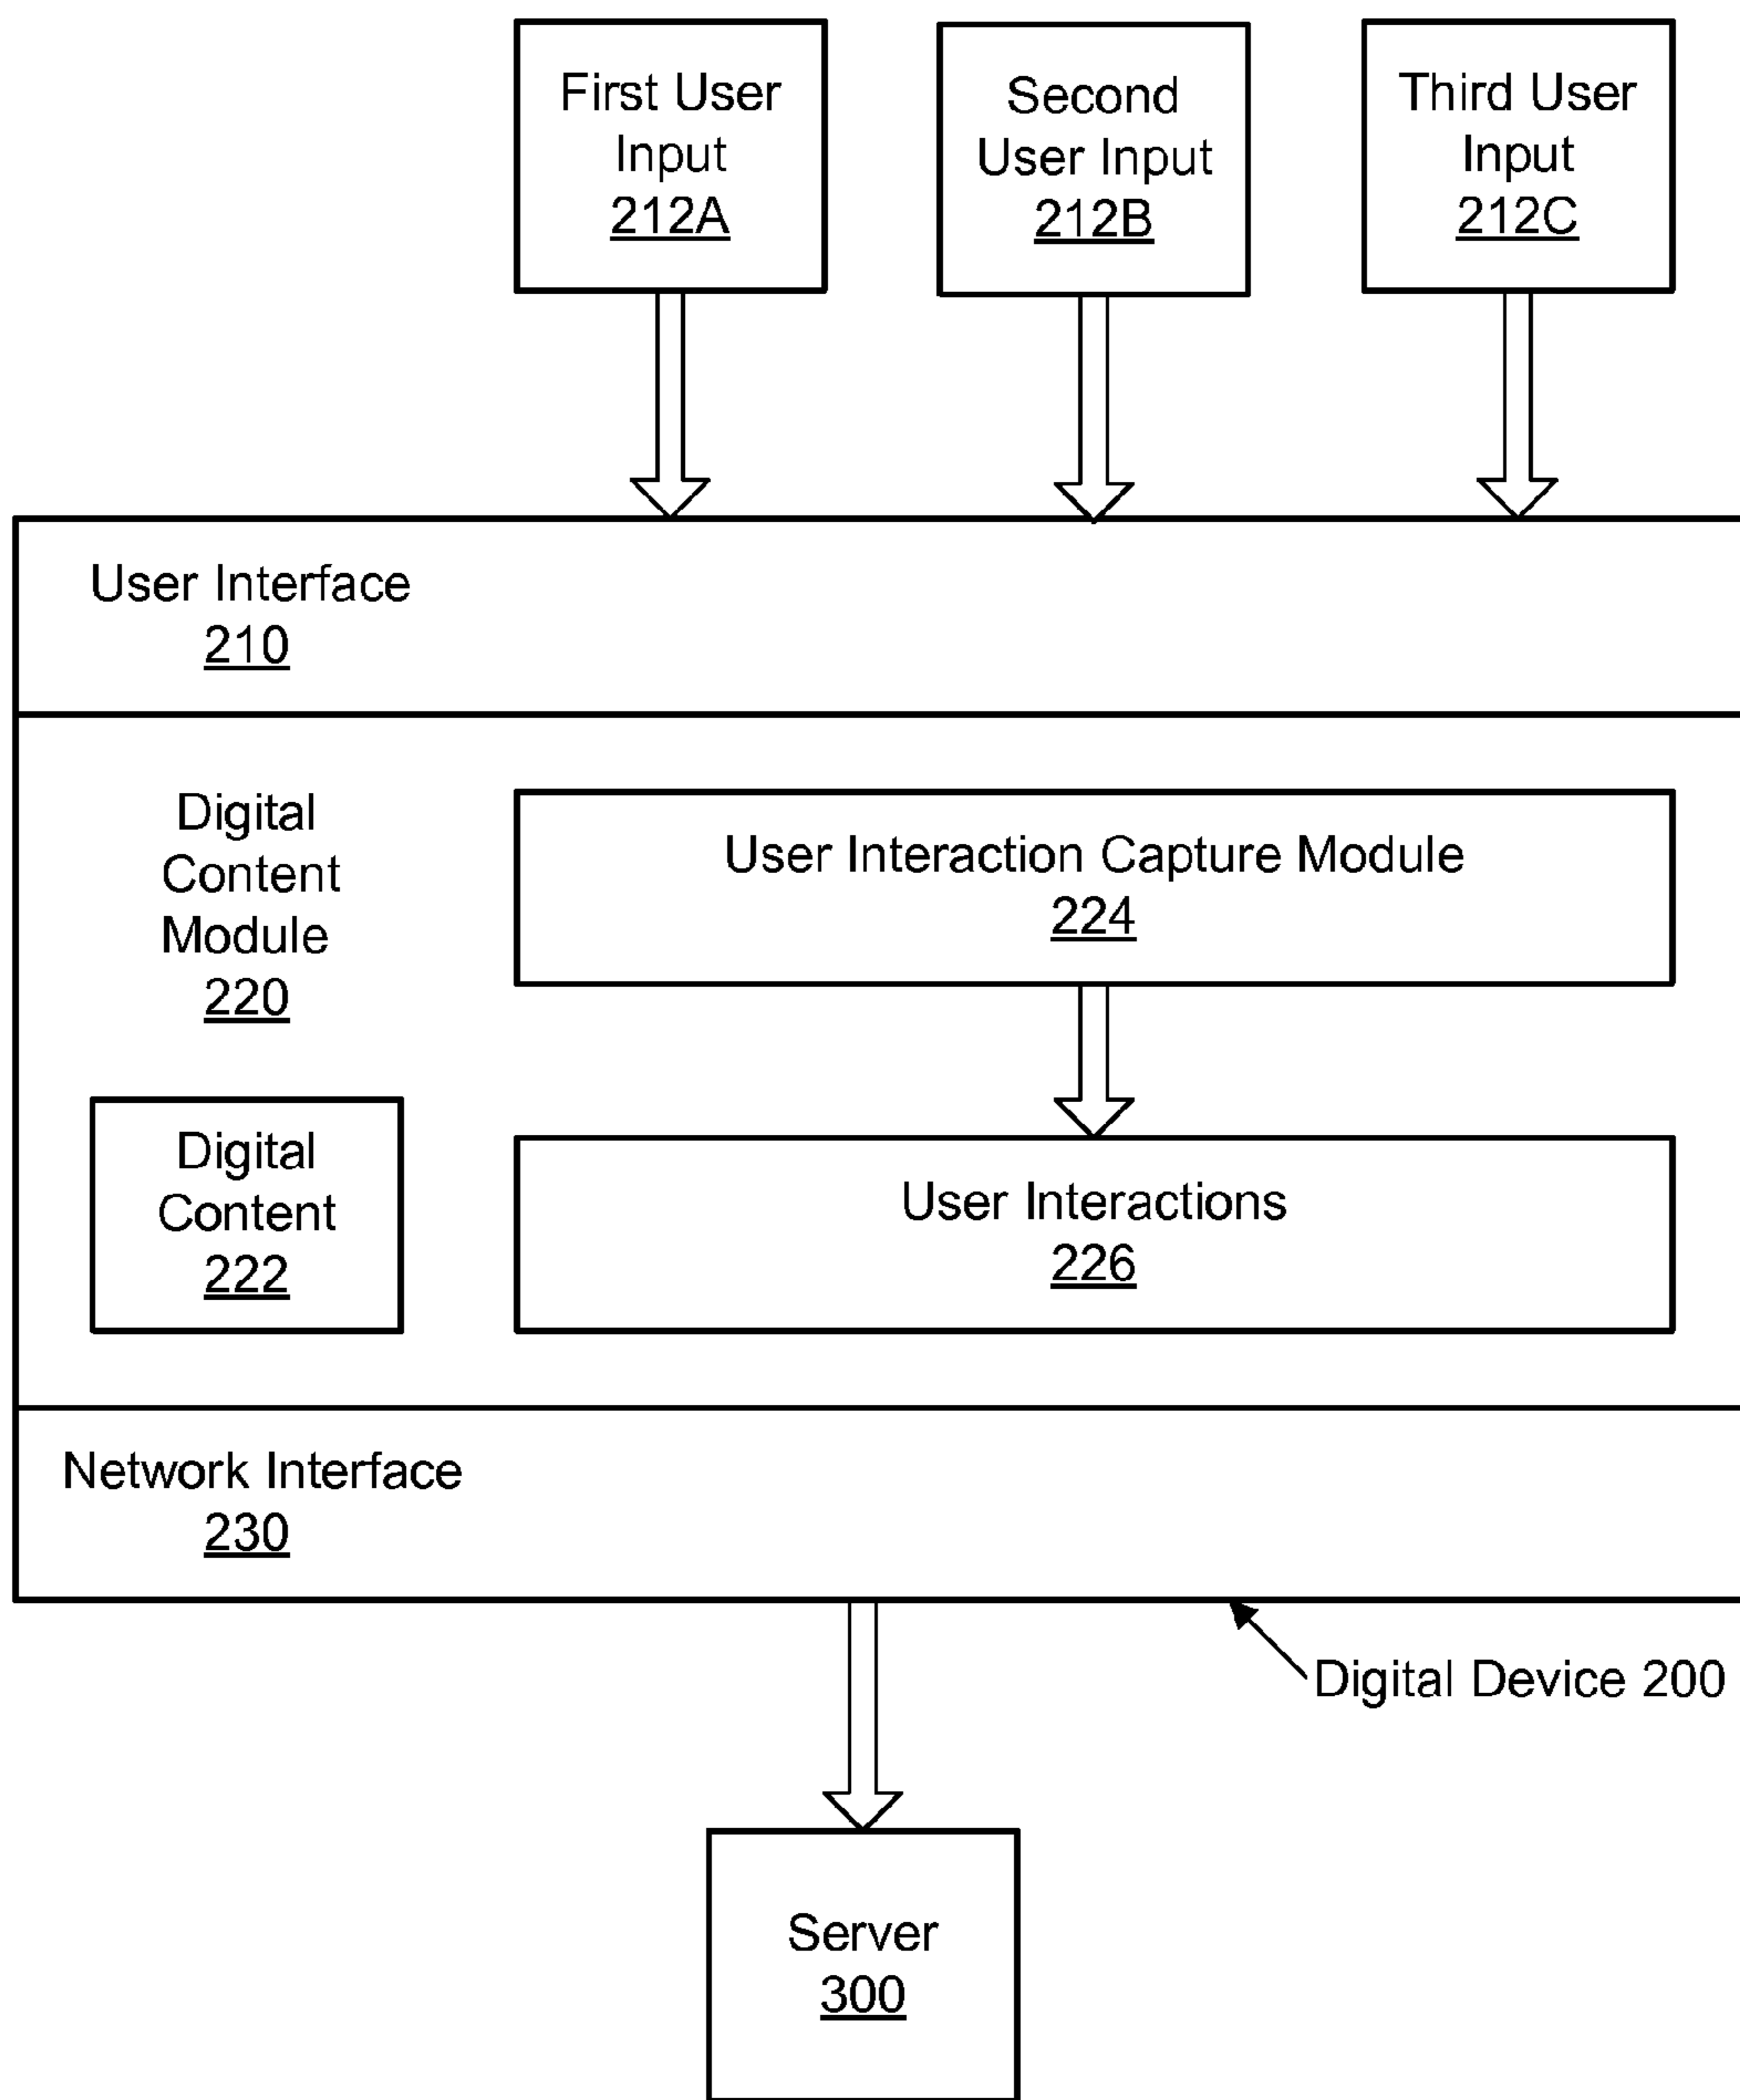 First User
Input
212A
Second
User Input
212B
Third User
Input
212C
User Interface
210
Digital
Content
Module
220
User Interaction Capture Module
224
Digital
Content
222
User Interactions
226
Network Interface
230
Digital Device 200
Server
300